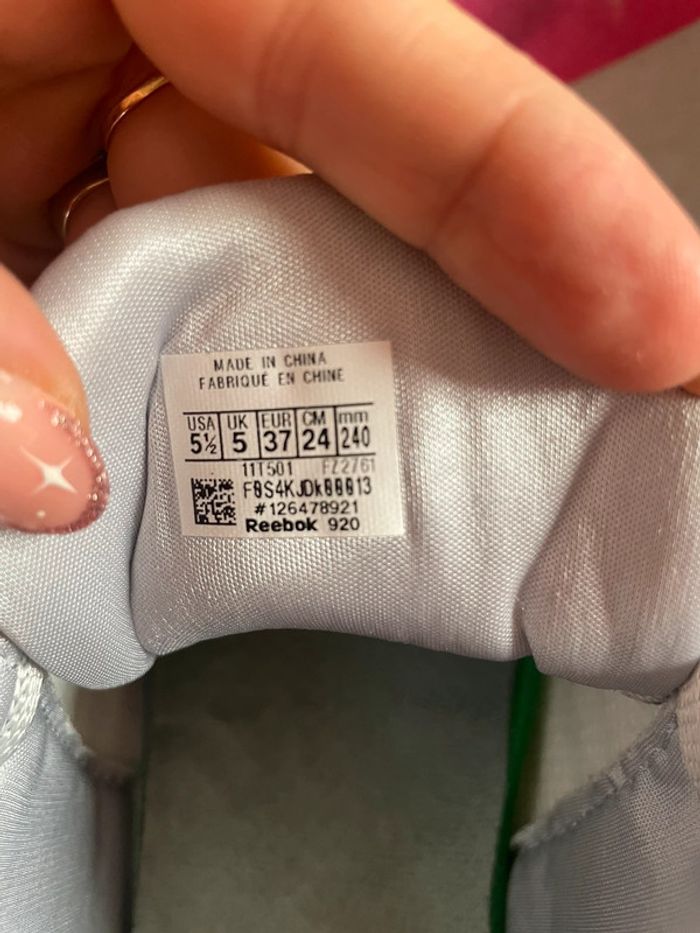 MADE IN CHINA
FABRIQUÉ EN CHINE
USA UK EUR CM mm
5½ 5 37 24 240
11T501 FZ2761
F0S4KJDk00013
#126478921
Reebok 920